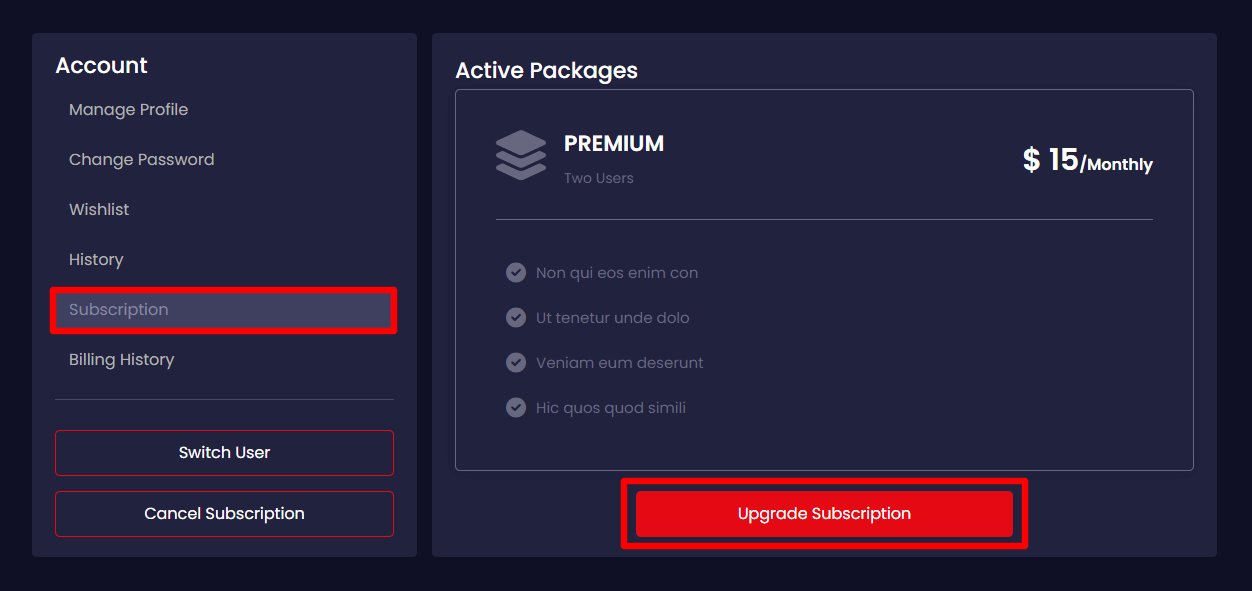 Account
Manage Profile
Change Password
Wishlist
History
Subscription
Billing History
Switch User
Cancel Subscription
Active Packages
PREMIUM
Two Users
$ 15/Monthly
Non qui eos enim con
Ut tenetur unde dolo
Veniam eum deserunt
Hic quos quod simili
Upgrade Subscription